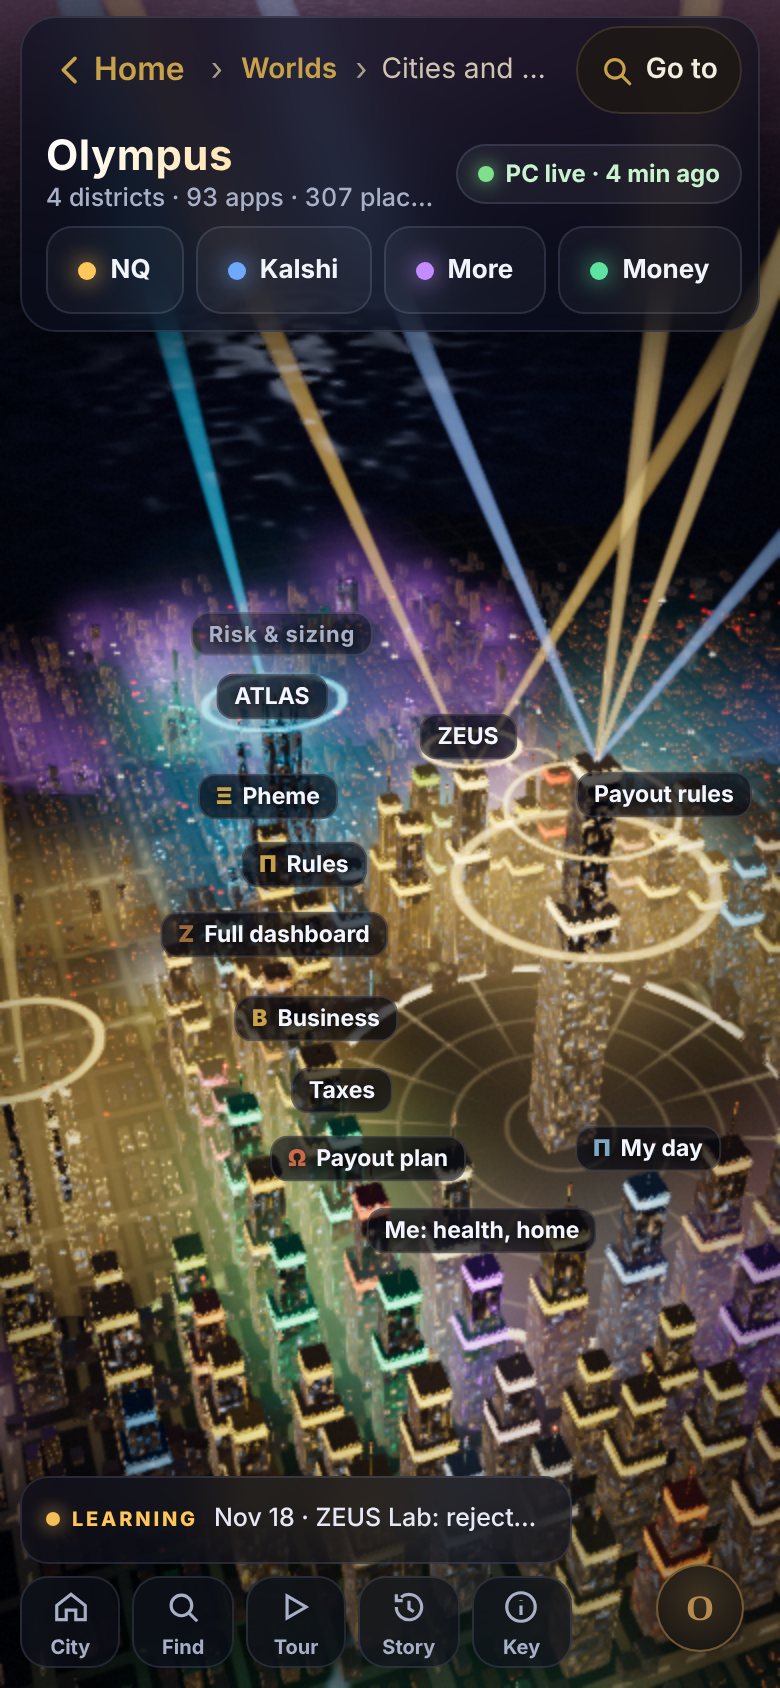 Home › Worlds › Cities and ...
Go to
Olympus
4 districts · 93 apps · 307 plac...
PC live · 4 min ago
NQ
Kalshi
More
Money
Risk & sizing
ATLAS
ZEUS
Ξ Pheme
Payout rules
Π Rules
Z Full dashboard
B Business
Taxes
Ω Payout plan
Π My day
Me: health, home
LEARNING Nov 18 · ZEUS Lab: reject...
City
Find
Tour
Story
Key
O